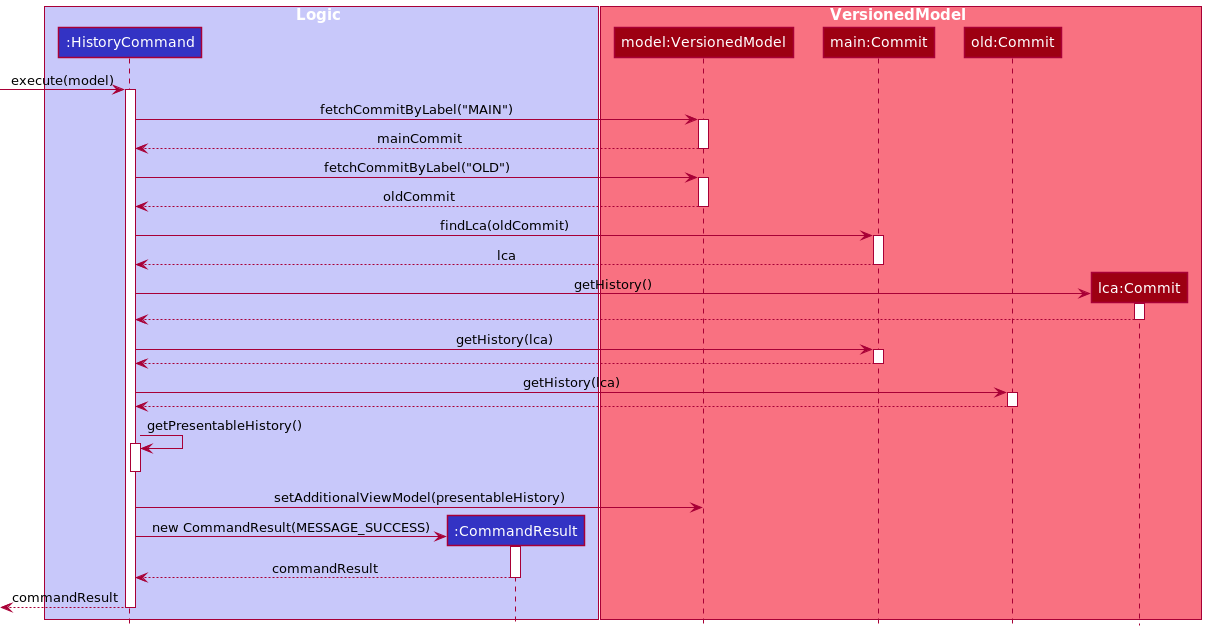 Logic
VersionedModel
:HistoryCommand
model:VersionedModel
main:Commit
old:Commit
execute(model)
fetchCommitByLabel("MAIN")
mainCommit
fetchCommitByLabel("OLD")
oldCommit
findLca(oldCommit)
lca
getHistory()
lca:Commit
getHistory(lca)
getHistory(lca)
getPresentableHistory()
setAdditionalViewModel(presentableHistory)
new CommandResult(MESSAGE_SUCCESS)
:CommandResult
commandResult
commandResult